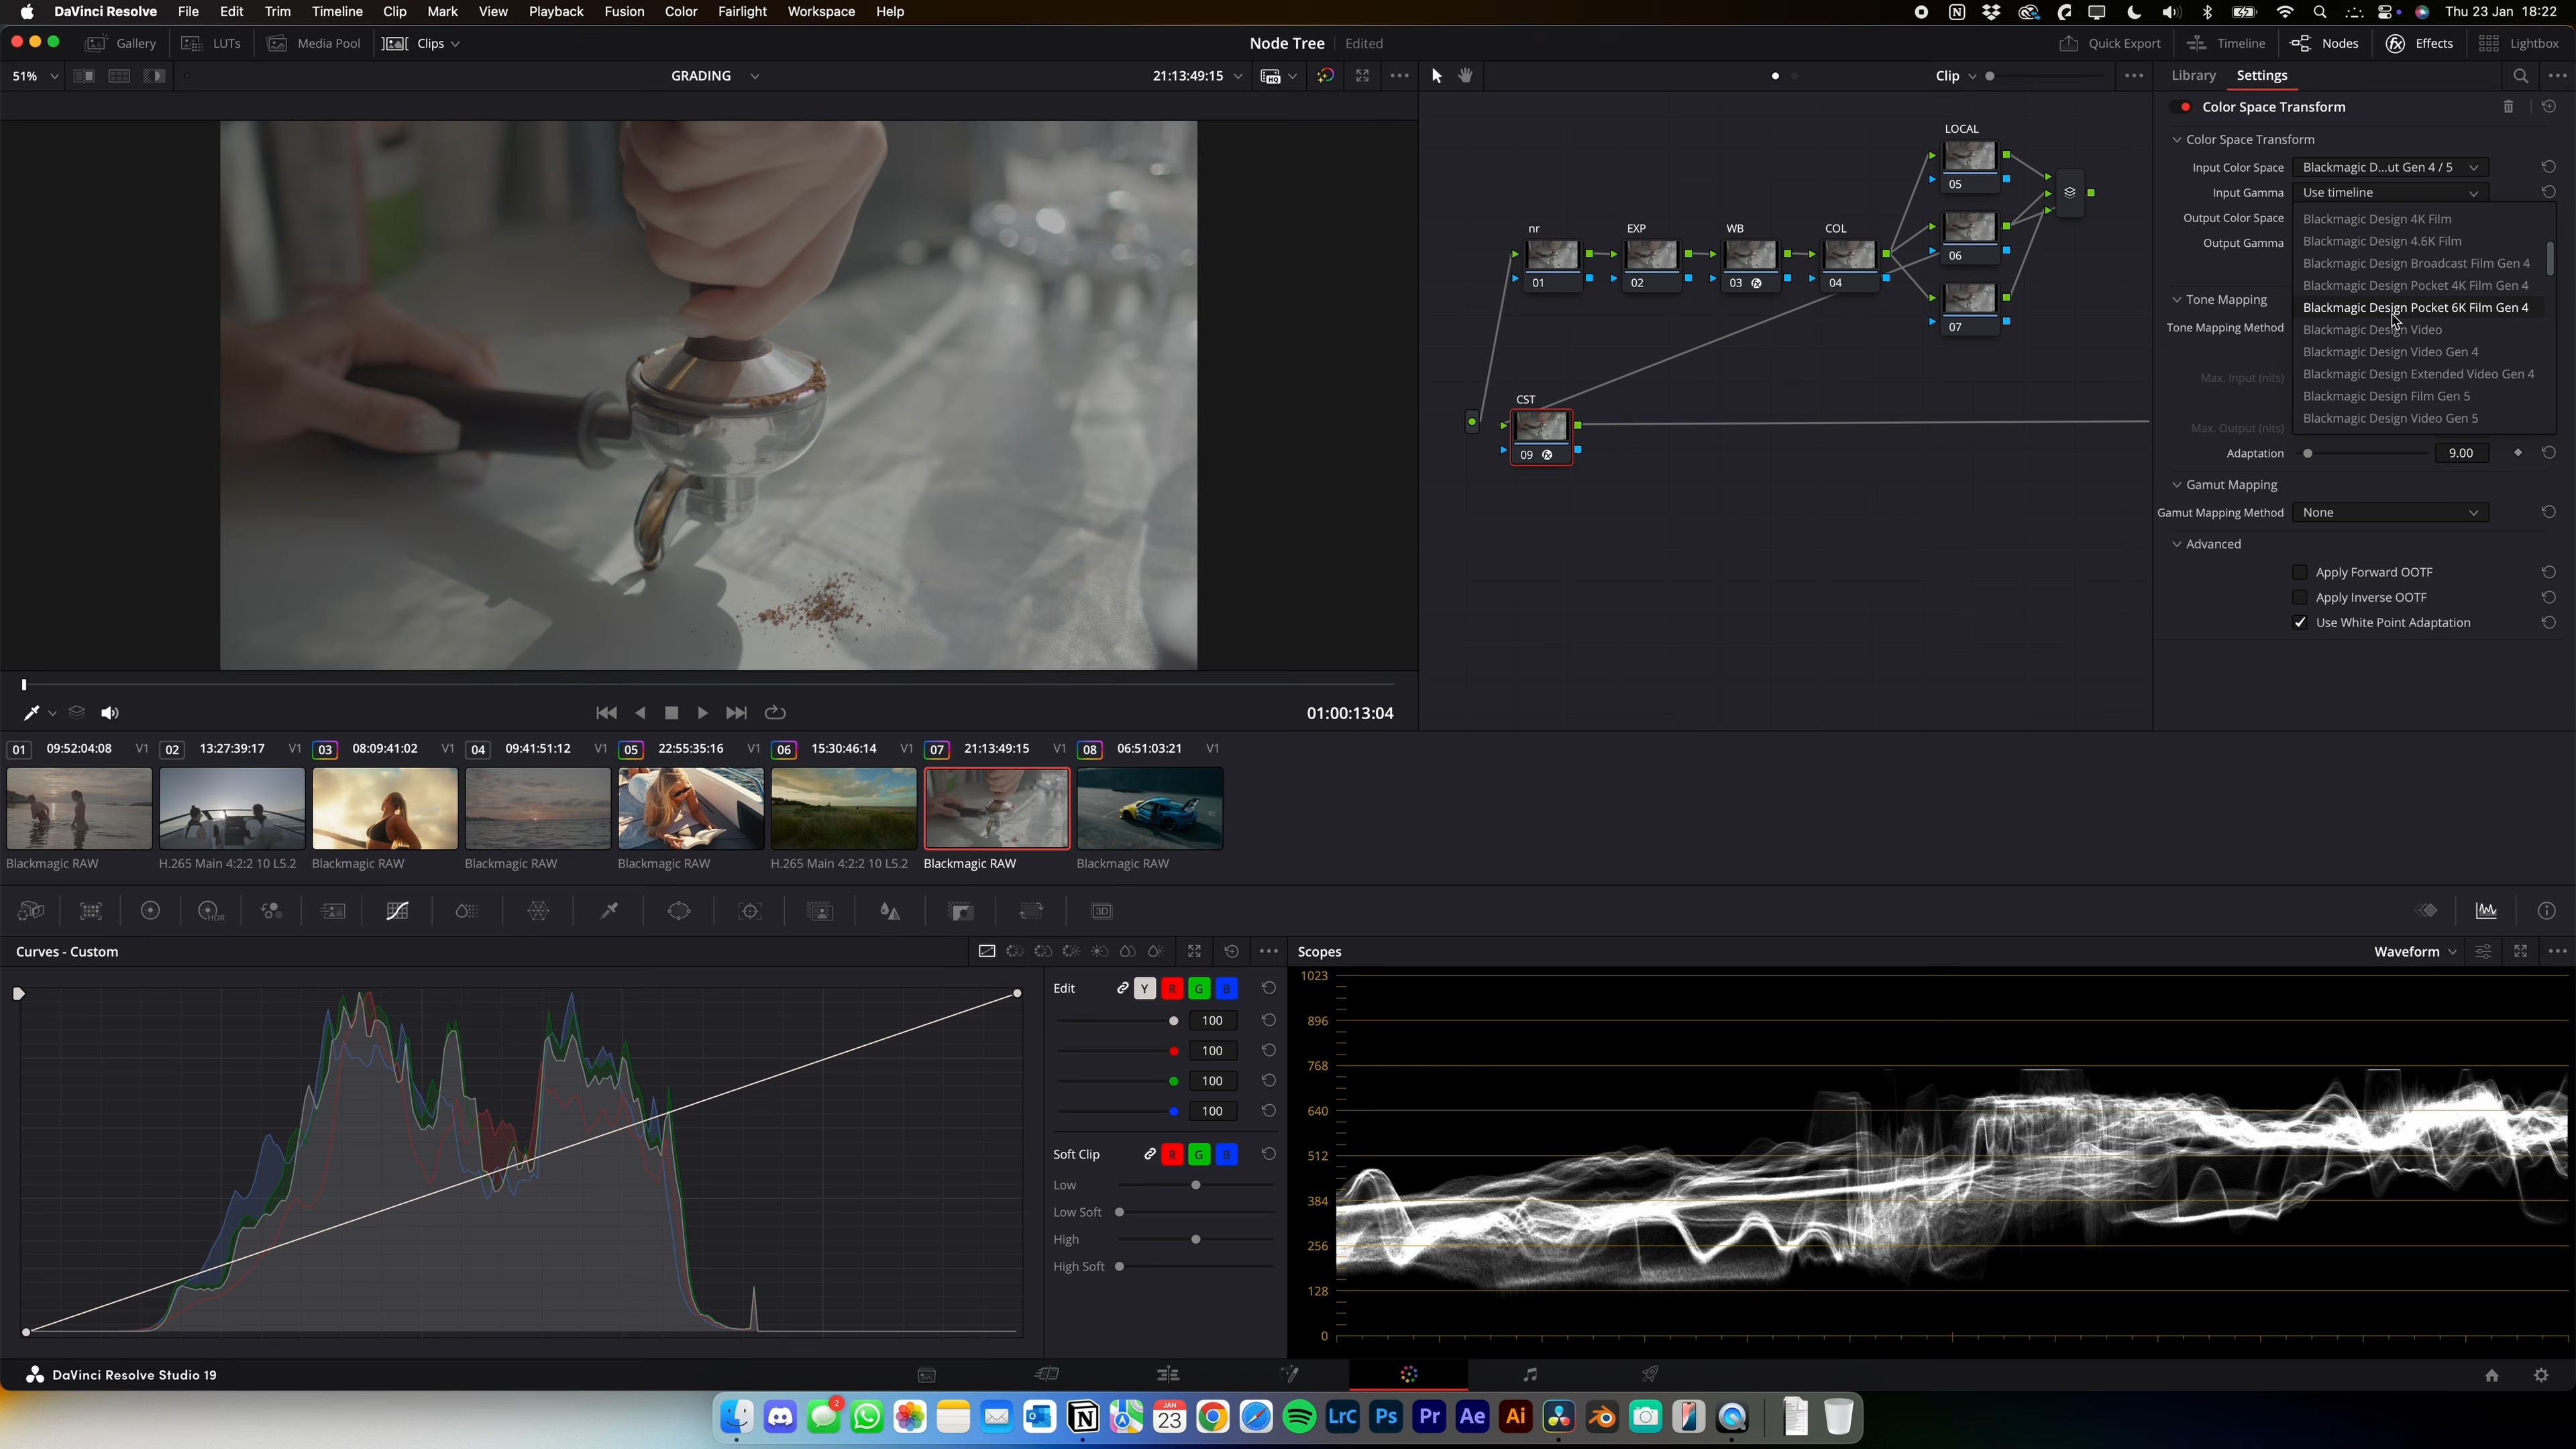 DaVinci Resolve File Edit Trim Timeline Clip Mark View Playback Fusion Color Fairlight Workspace Help Thu 23 Jan 18:22
Gallery LUTs Media Pool Clips Node Tree Edited Quick Export Timeline Nodes Effects Lightbox
51% GRADING 21:13:49:15 HQ Clip Library Settings
Color Space Transform
Color Space Transform
Input Color Space Blackmagic D...ut Gen 4 / 5
Input Gamma Use timeline
Output Color Space
Output Gamma
Blackmagic Design 4K Film
Blackmagic Design 4.6K Film
Blackmagic Design Broadcast Film Gen 4
Blackmagic Design Pocket 4K Film Gen 4
Blackmagic Design Pocket 6K Film Gen 4
Blackmagic Design Video
Blackmagic Design Video Gen 4
Blackmagic Design Extended Video Gen 4
Blackmagic Design Film Gen 5
Blackmagic Design Video Gen 5
Tone Mapping
Tone Mapping Method
Max. Input (nits)
Max. Output (nits)
Adaptation 9.00
Gamut Mapping
Gamut Mapping Method None
Advanced
Apply Forward OOTF
Apply Inverse OOTF
Use White Point Adaptation
LOCAL
05
nr EXP WB COL
01 02 03 04
06
07
CST
09
01:00:13:04
01 09:52:04:08 V1 02 13:27:39:17 V1 03 08:09:41:02 V1 04 09:41:51:12 V1 05 22:55:35:16 V1 06 15:30:46:14 V1 07 21:13:49:15 V1 08 06:51:03:21 V1
Blackmagic RAW H.265 Main 4:2:2 10 L5.2 Blackmagic RAW Blackmagic RAW Blackmagic RAW H.265 Main 4:2:2 10 L5.2 Blackmagic RAW Blackmagic RAW
HDR 3D
Curves - Custom
Edit Y R G B
100
100
100
100
Soft Clip R G B
Low
Low Soft
High
High Soft
Scopes Waveform
1023
896
768
640
512
384
256
128
0
DaVinci Resolve Studio 19
2 JAN 23 N LrC Ps Pr Ae Ai